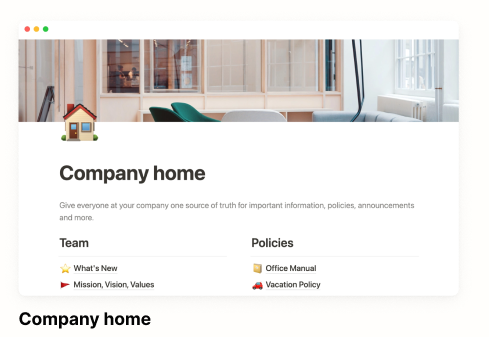 Company home
Give everyone at your company one source of truth for important information, policies, announcements
and more.
Team
What's New
Mission, Vision, Values
Policies
Office Manual
Vacation Policy
Company home